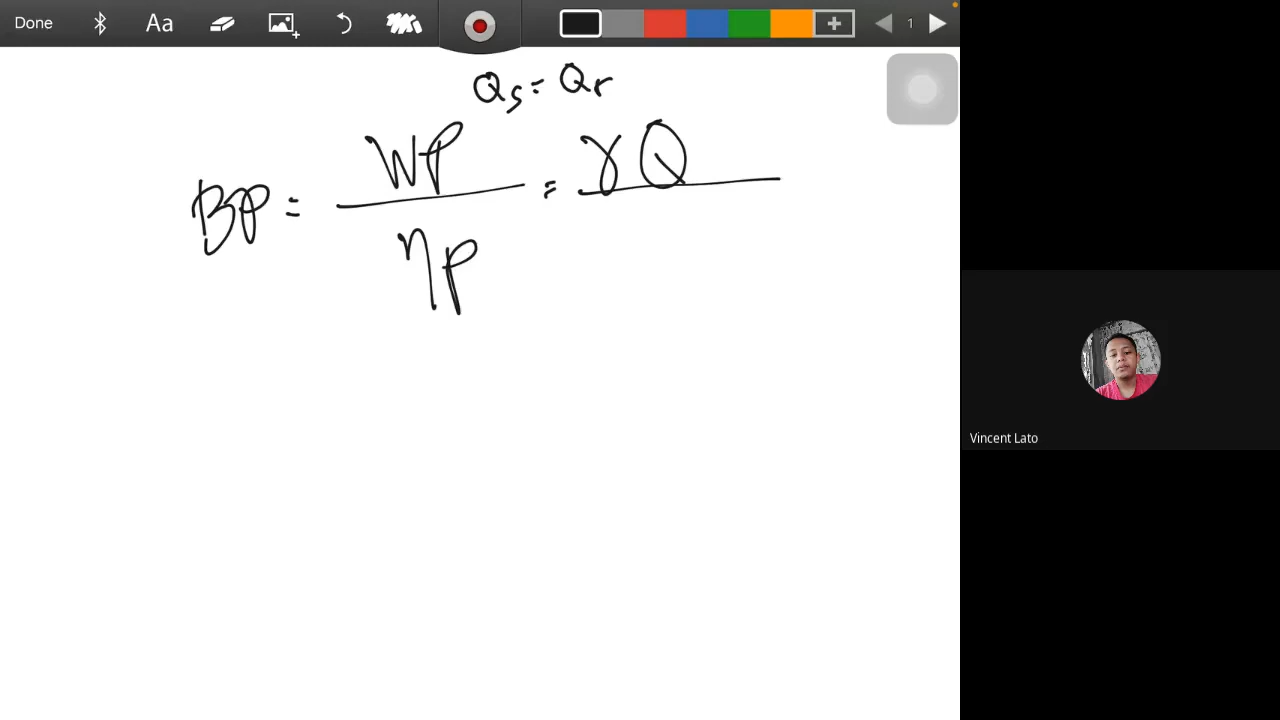 Done Aa 1
Qs = Qr
BP = WP / ηp = γQ
Vincent Lato